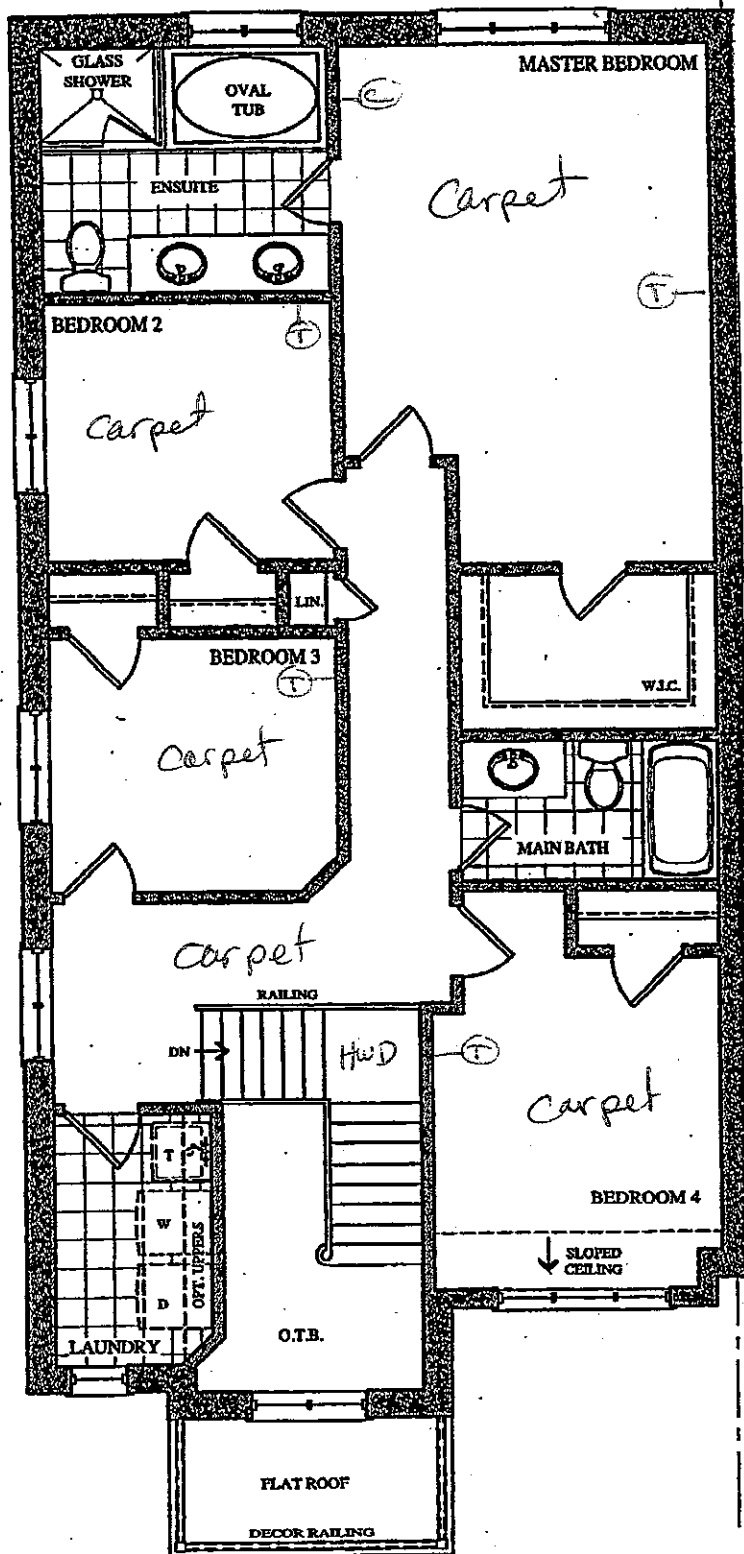 GLASS
SHOWER
OVAL
TUB
MASTER BEDROOM
C
ENSUITE
Carpet
T
BEDROOM 2
T
Carpet
LIN.
BEDROOM 3
T
W.I.C.
Carpet
MAIN BATH
Carpet
RAILING
DN
HWD
T
Carpet
T
W
BEDROOM 4
OPT. UPPERS
D
SLOPED
CEILING
O.T.B.
LAUNDRY
FLAT ROOF
DECOR RAILING